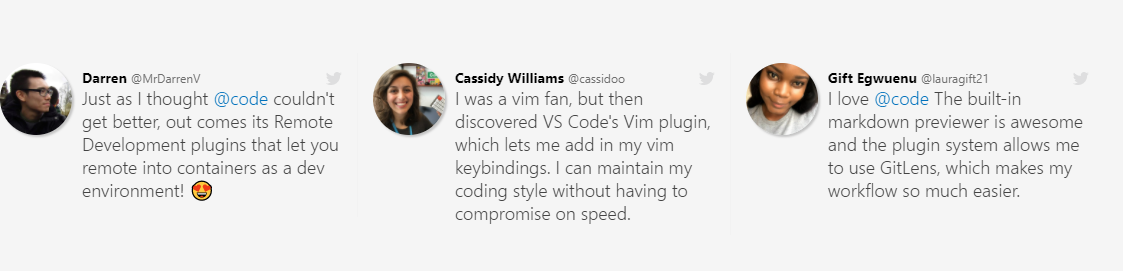 Darren @MrDarrenV
Just as I thought @code couldn't
get better, out comes its Remote
Development plugins that let you
remote into containers as a dev
environment! 😍
Cassidy Williams @cassidoo
I was a vim fan, but then
discovered VS Code's Vim plugin,
which lets me add in my vim
keybindings. I can maintain my
coding style without having to
compromise on speed.
Gift Egwuenu @lauragift21
I love @code The built-in
markdown previewer is awesome
and the plugin system allows me
to use GitLens, which makes my
workflow so much easier.